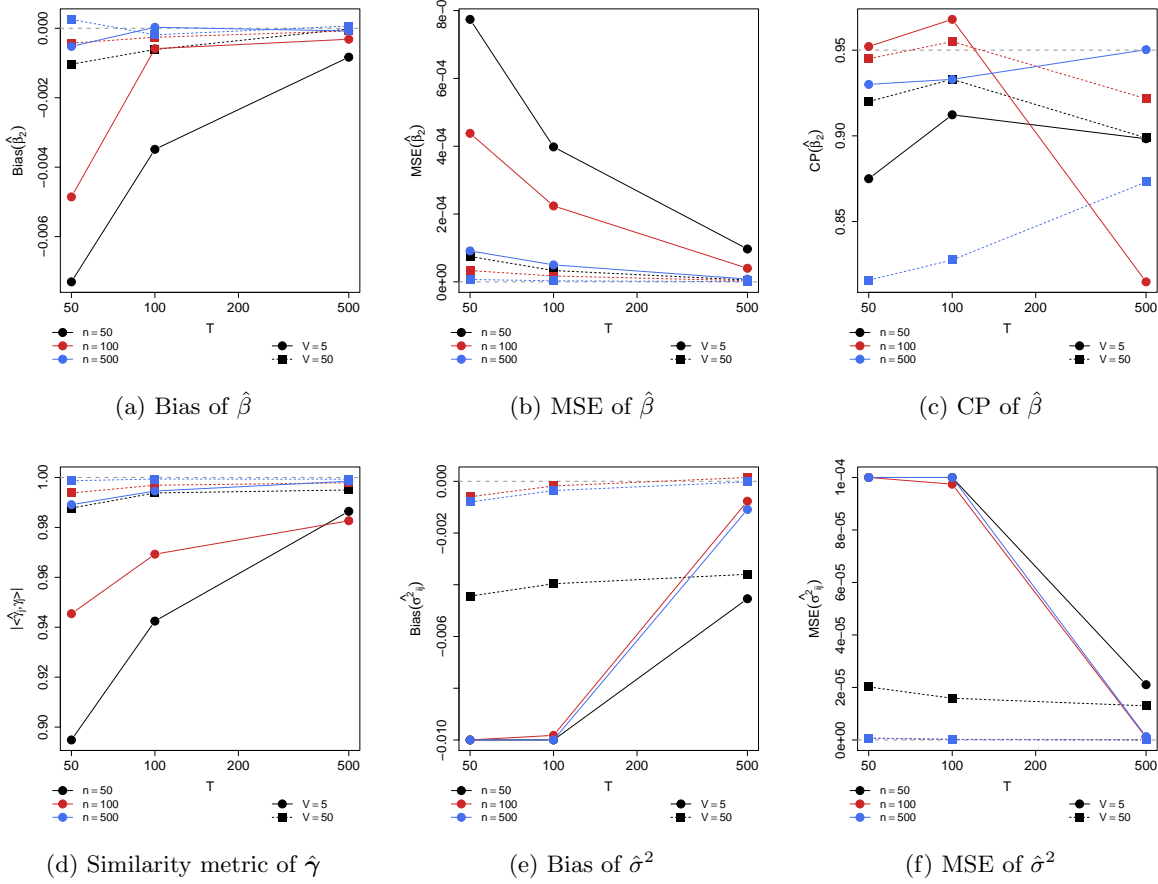 0.000
−0.002
−0.004
−0.006
Bias(β̂₂)
50
100
200
500
T
n = 50
n = 100
n = 500
V = 5
V = 50
(a) Bias of β̂
8e−0
6e−04
4e−04
2e−04
0e+00
MSE(β̂₂)
50
100
200
500
T
n = 50
n = 100
n = 500
V = 5
V = 50
(b) MSE of β̂
0.95
0.90
0.85
CP(β̂₂)
50
100
200
500
T
n = 50
n = 100
n = 500
V = 5
V = 50
(c) CP of β̂
1.00
0.98
0.96
0.94
0.92
0.90
|<γ̂ⱼ, γⱼ>|
50
100
200
500
T
n = 50
n = 100
n = 500
V = 5
V = 50
(d) Similarity metric of γ̂
0.000
−0.002
−0.006
−0.010
Bias(σ̂²ᵢⱼ)
50
100
200
500
T
n = 50
n = 100
n = 500
V = 5
V = 50
(e) Bias of σ̂²
1e−04
8e−05
6e−05
4e−05
2e−05
0e+00
MSE(σ̂²ᵢⱼ)
50
100
200
500
T
n = 50
n = 100
n = 500
V = 5
V = 50
(f) MSE of σ̂²